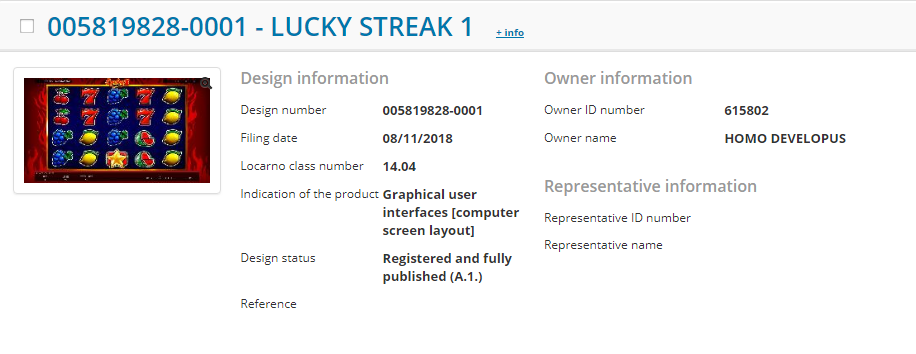 005819828-0001 - LUCKY STREAK 1 + info
Design information
Design number 005819828-0001
Filing date 08/11/2018
Locarno class number 14.04
Indication of the product Graphical user
interfaces [computer
screen layout]
Design status Registered and fully
published (A.1.)
Reference
Owner information
Owner ID number 615802
Owner name HOMO DEVELOPUS
Representative information
Representative ID number
Representative name